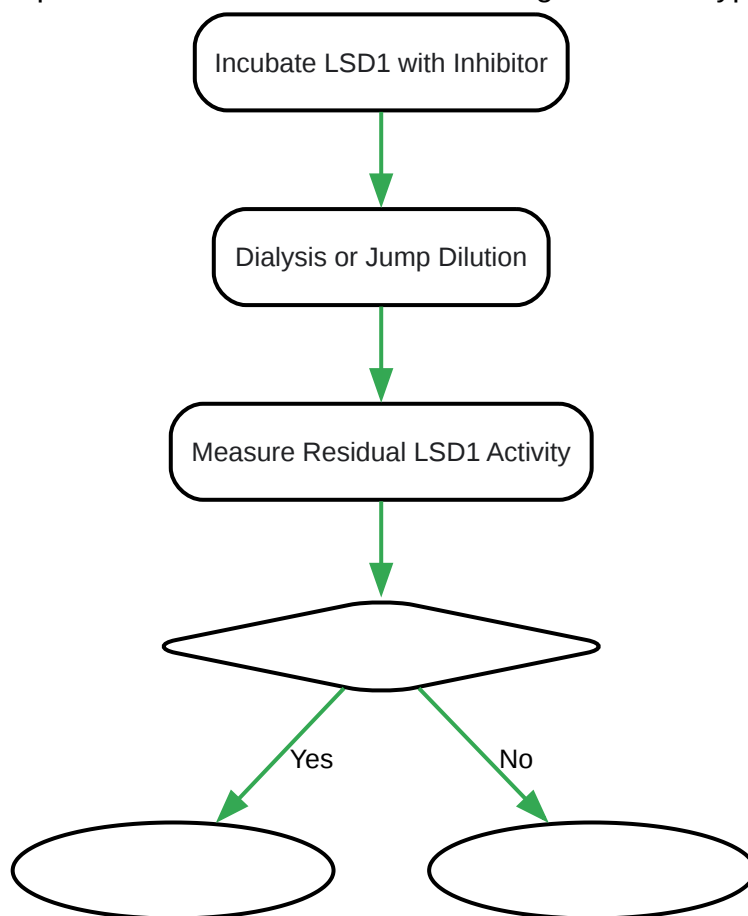 Incubate LSD1 with Inhibitor
Dialysis or Jump Dilution
Measure Residual LSD1 Activity
Yes
No